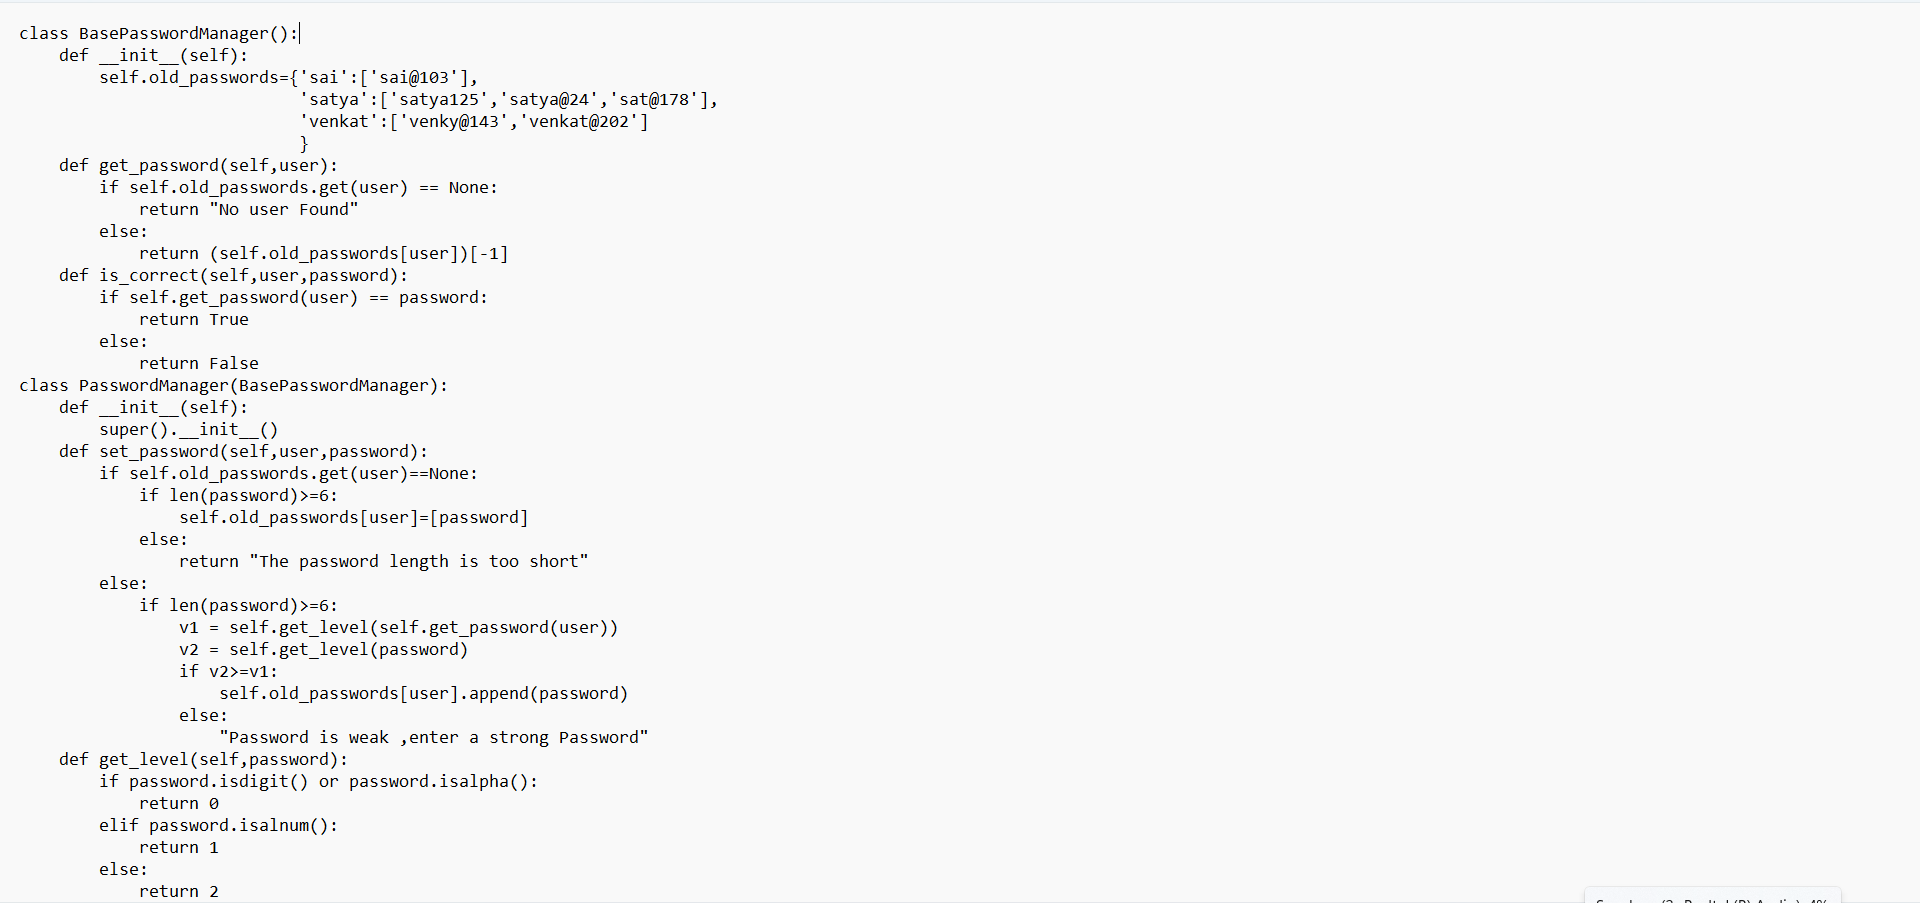 class BasePasswordManager():
    def __init__(self):
        self.old_passwords={'sai':['sai@103'],
                            'satya':['satya125','satya@24','sat@178'],
                            'venkat':['venky@143','venkat@202']
                            }
    def get_password(self,user):
        if self.old_passwords.get(user) == None:
            return "No user Found"
        else:
            return (self.old_passwords[user])[-1]
    def is_correct(self,user,password):
        if self.get_password(user) == password:
            return True
        else:
            return False
class PasswordManager(BasePasswordManager):
    def __init__(self):
        super().__init__()
    def set_password(self,user,password):
        if self.old_passwords.get(user)==None:
            if len(password)>=6:
                self.old_passwords[user]=[password]
            else:
                return "The password length is too short"
        else:
            if len(password)>=6:
                v1 = self.get_level(self.get_password(user))
                v2 = self.get_level(password)
                if v2>=v1:
                    self.old_passwords[user].append(password)
                else:
                    "Password is weak ,enter a strong Password"
    def get_level(self,password):
        if password.isdigit() or password.isalpha():
            return 0
        elif password.isalnum():
            return 1
        else:
            return 2